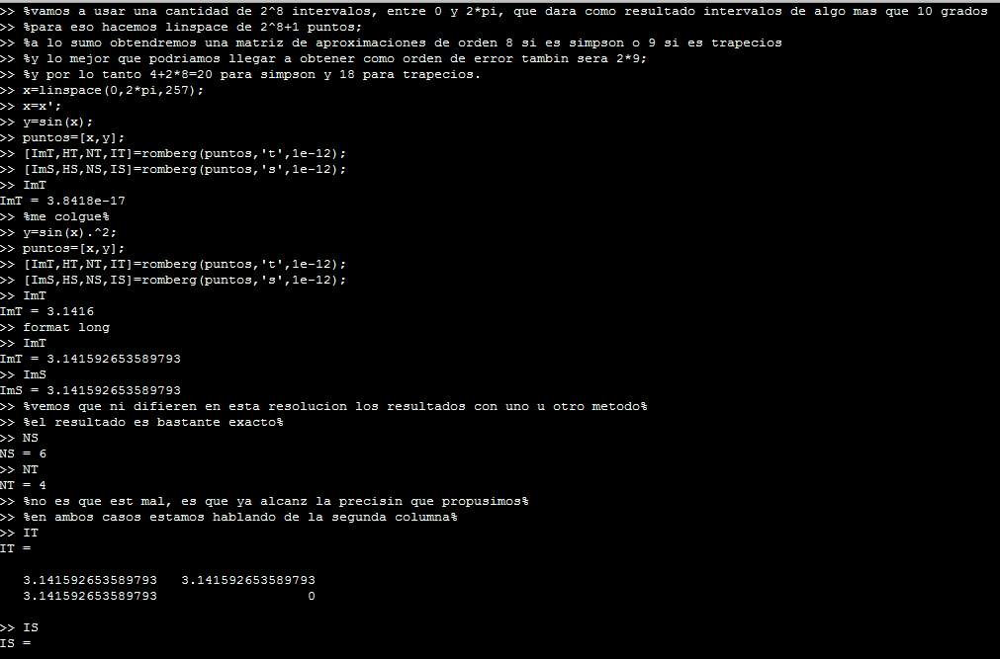 >> %vamos a usar una cantidad de 2^8 intervalos, entre 0 y 2*pi, que dara como resultado intervalos de algo mas que 10 grados
>> %para eso hacemos linspace de 2^8+1 puntos;
>> %a lo sumo obtendremos una matriz de aproximaciones de orden 8 si es simpson o 9 si es trapecios
>> %y lo mejor que podriamos llegar a obtener como orden de error tambin sera 2*9;
>> %y por lo tanto 4+2*8=20 para simpson y 18 para trapecios.
>> x=linspace(0,2*pi,257);
>> x=x';
>> y=sin(x);
>> puntos=[x,y];
>> [ImT,HT,NT,IT]=romberg(puntos,'t',1e-12);
>> [ImS,HS,NS,IS]=romberg(puntos,'s',1e-12);
>> ImT
ImT = 3.8418e-17
>> %me colgue%
>> y=sin(x).^2;
>> puntos=[x,y];
>> [ImT,HT,NT,IT]=romberg(puntos,'t',1e-12);
>> [ImS,HS,NS,IS]=romberg(puntos,'s',1e-12);
>> ImT
ImT = 3.1416
>> format long
>> ImT
ImT = 3.141592653589793
>> ImS
ImS = 3.141592653589793
>> %vemos que ni difieren en esta resolucion los resultados con uno u otro metodo%
>> %el resultado es bastante exacto%
>> NS
NS = 6
>> NT
NT = 4
>> %no es que est mal, es que ya alcanz la precisin que propusimos%
>> %en ambos casos estamos hablando de la segunda columna%
>> IT
IT =
3.141592653589793 3.141592653589793
3.141592653589793 0
>> IS
IS =